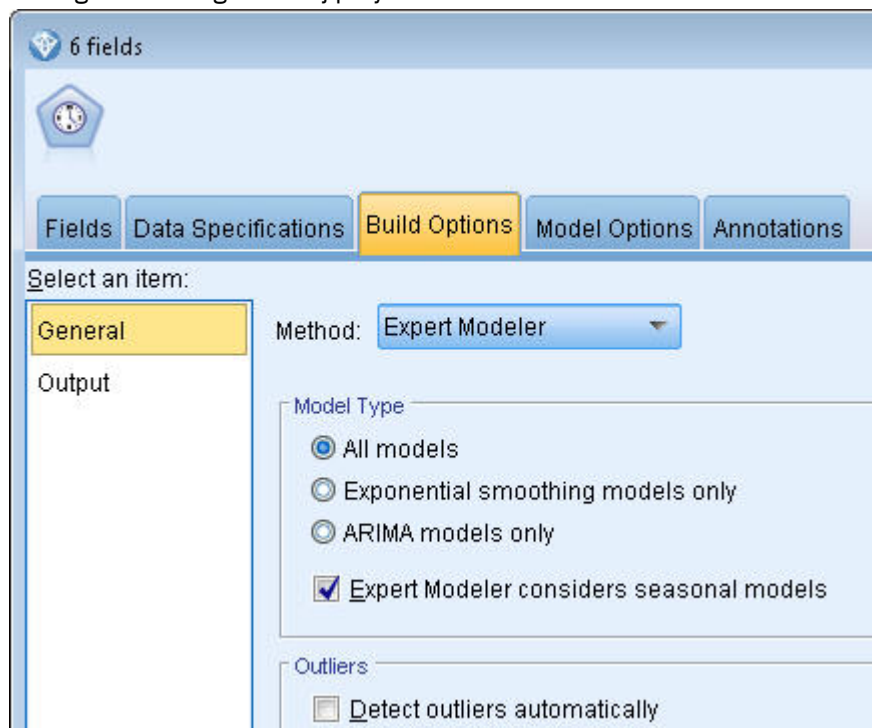 6 fields
Fields Data Specifications Build Options Model Options Annotations
Select an item:
General
Output
Method: Expert Modeler
Model Type
All models
Exponential smoothing models only
ARIMA models only
Expert Modeler considers seasonal models
Outliers
Detect outliers automatically